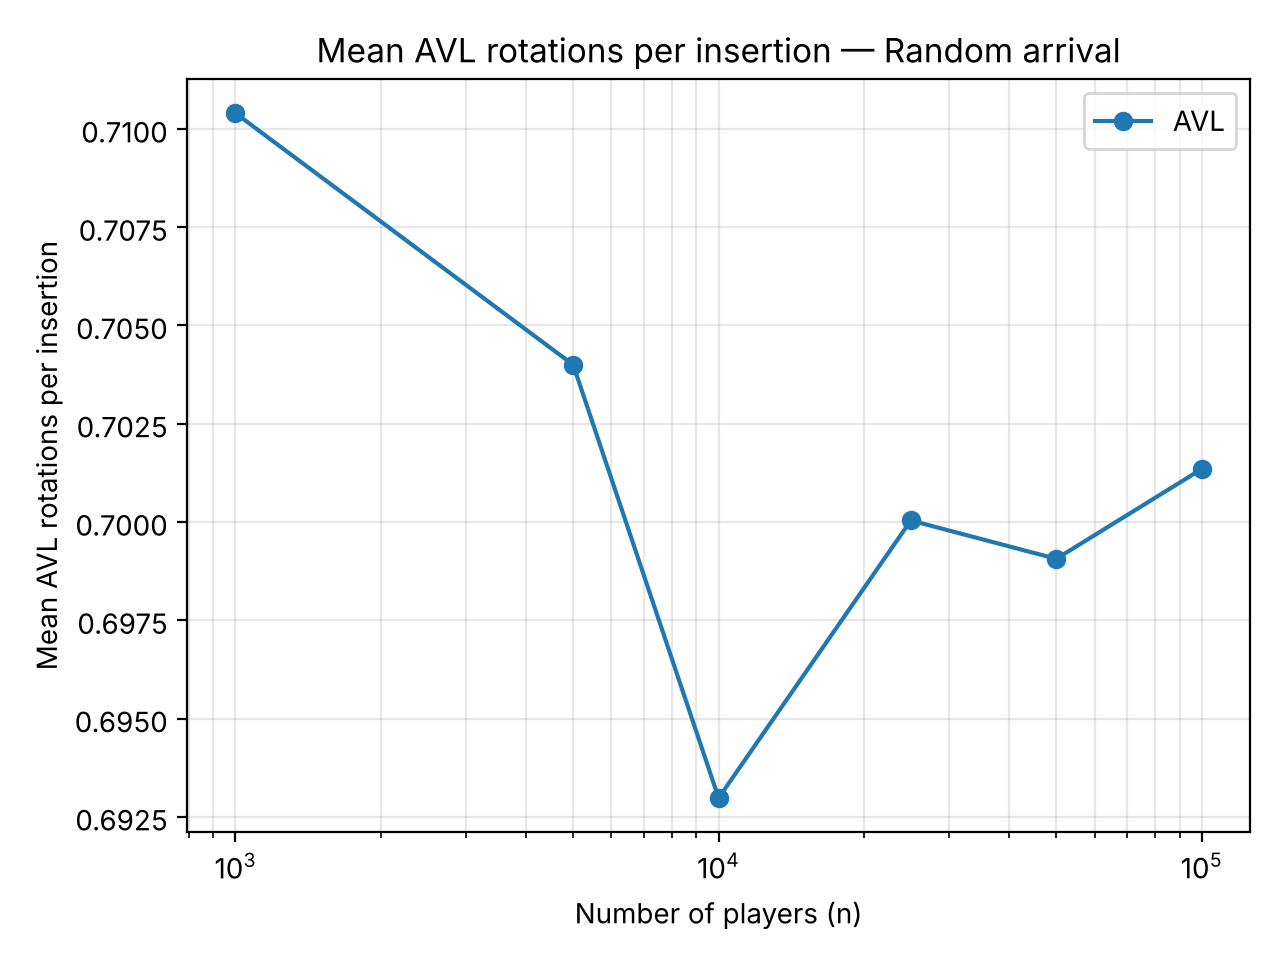 Mean AVL rotations per insertion — Random arrival
AVL
0.7100
0.7075
0.7050
0.7025
0.7000
0.6975
0.6950
0.6925
Mean AVL rotations per insertion
10³
10⁴
10⁵
Number of players (n)